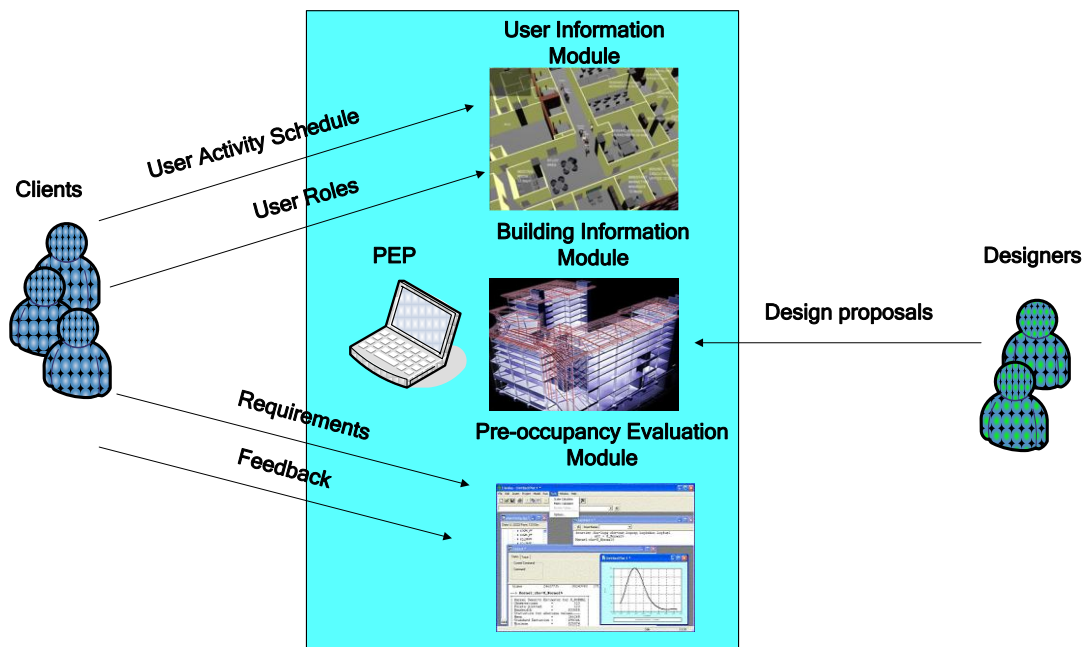 User Information
Module
User Activity Schedule
Clients
User Roles
Building Information
Module
PEP
Designers
Design proposals
Requirements
Pre-occupancy Evaluation
Module
Feedback